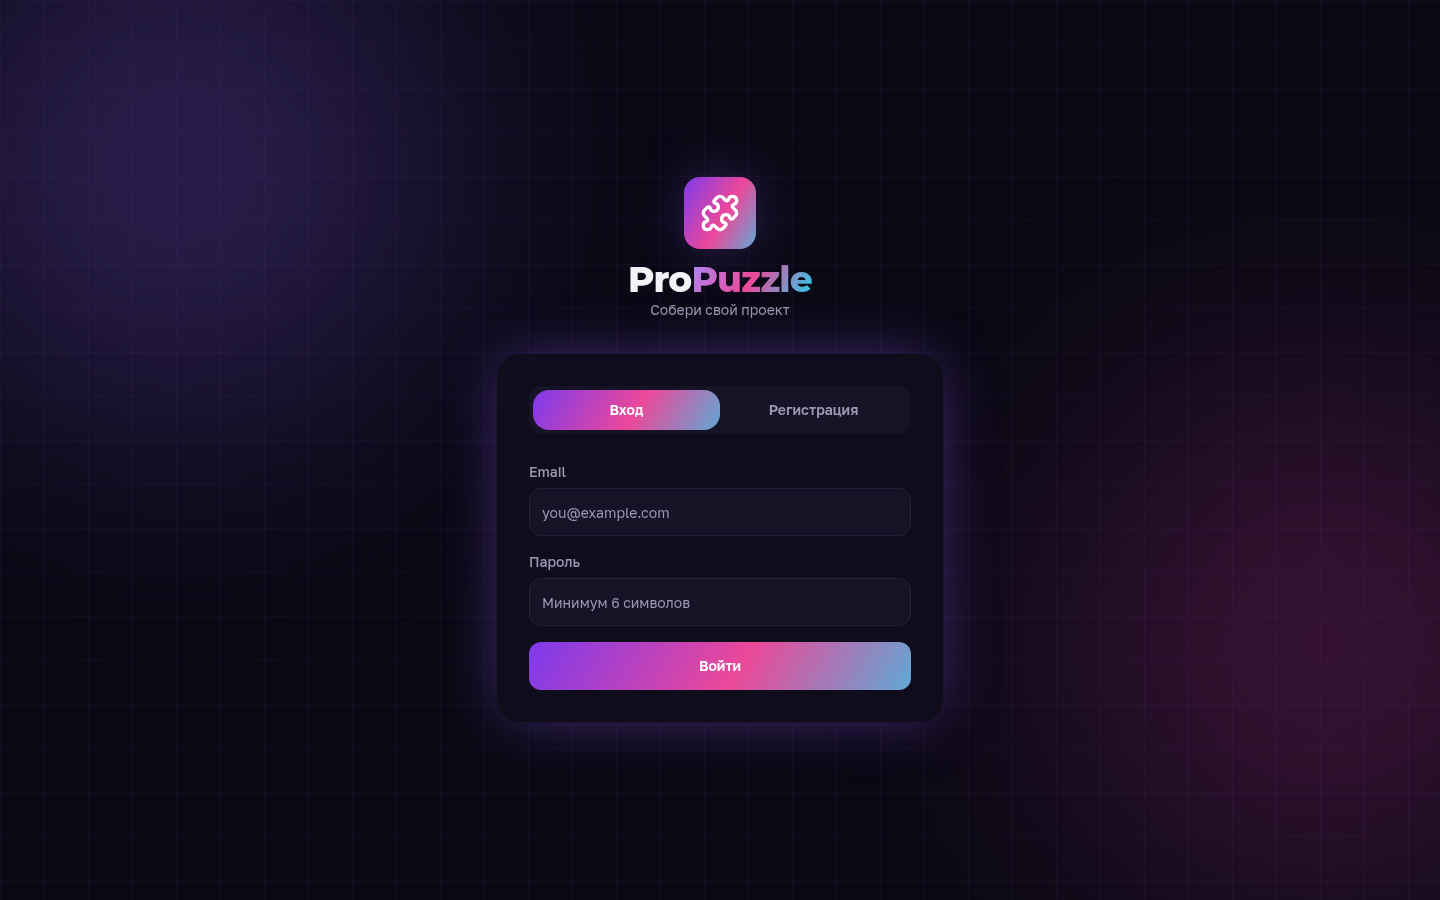 ProPuzzle
Собери свой проект
Вход Регистрация
Email
you@example.com
Пароль
Минимум 6 символов
Войти